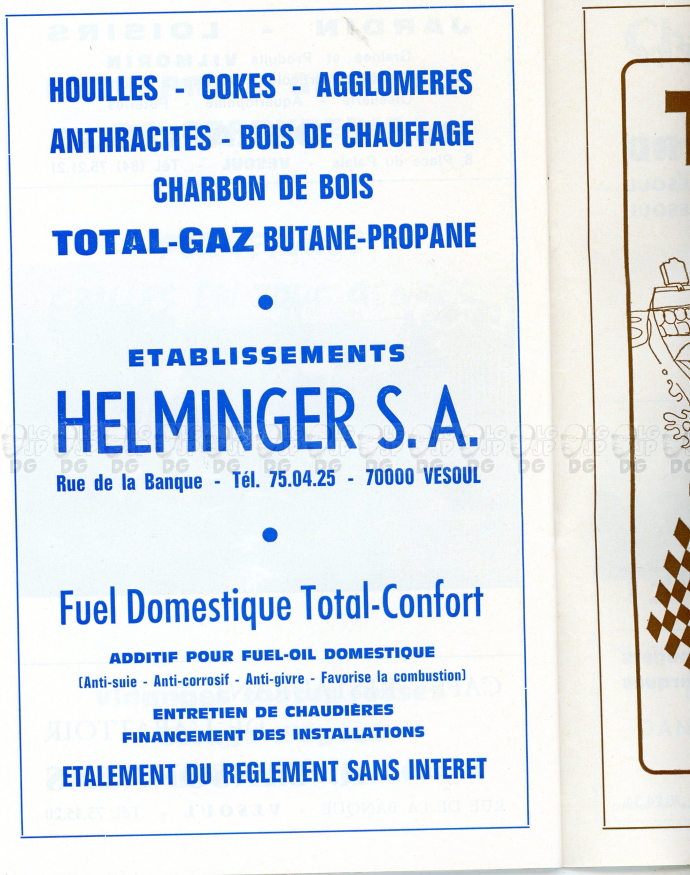 HOUILLES - COKES - AGGLOMERES
ANTHRACITES - BOIS DE CHAUFFAGE
CHARBON DE BOIS
TOTAL-GAZ BUTANE-PROPANE
ETABLISSEMENTS
HELMINGER S.A.
Rue de la Banque - Tél. 75.04.25 - 70000 VESOUL
Fuel Domestique Total-Confort
ADDITIF POUR FUEL-OIL DOMESTIQUE
(Anti-suie - Anti-corrosif - Anti-givre - Favorise la combustion)
ENTRETIEN DE CHAUDIÈRES
FINANCEMENT DES INSTALLATIONS
ETALEMENT DU REGLEMENT SANS INTERET